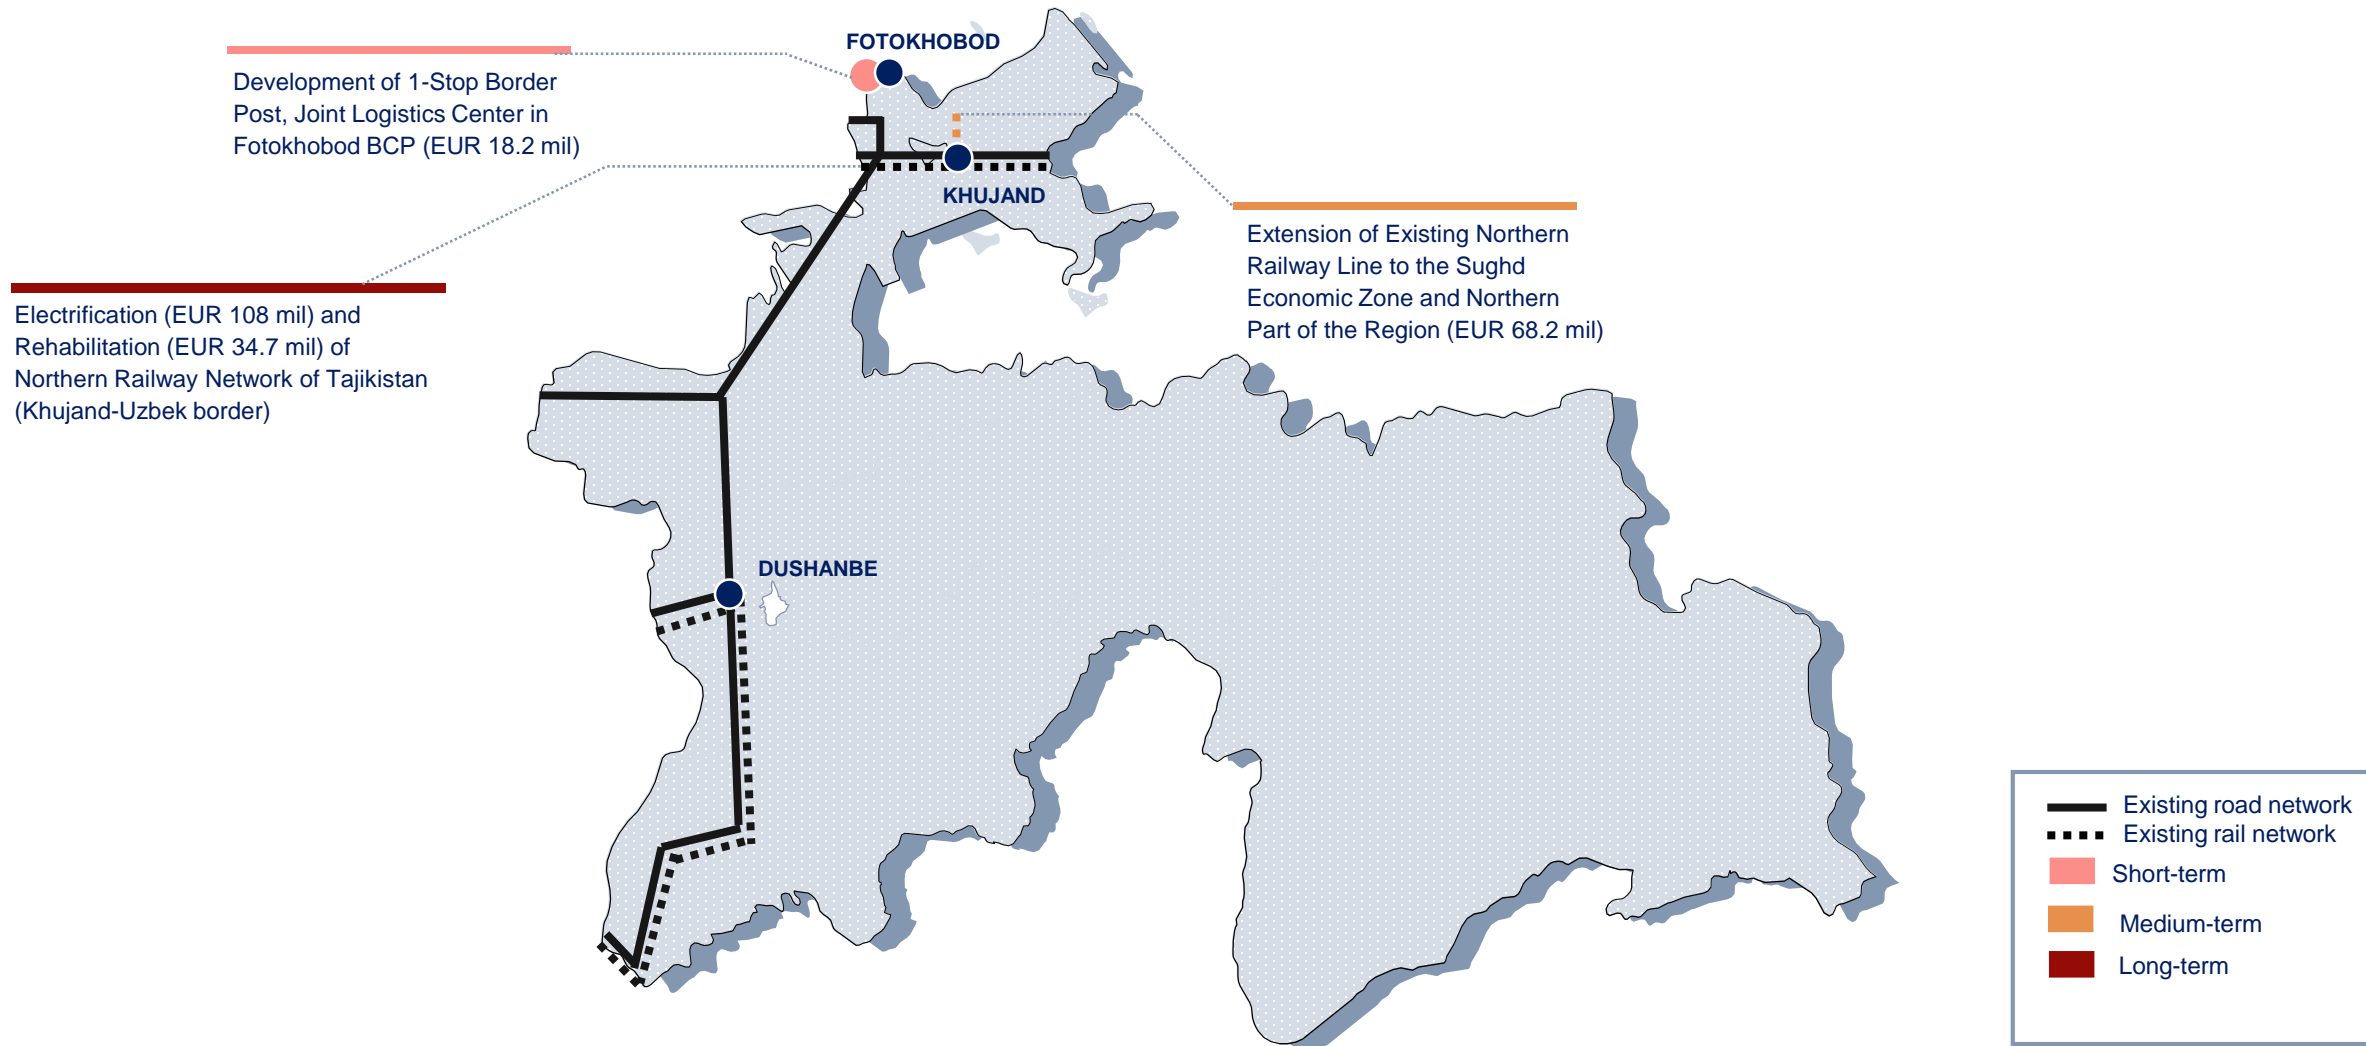 FOTOKHOBOD
Development of 1-Stop Border
Post, Joint Logistics Center in
Fotokhobod BCP (EUR 18.2 mil)
KHUJAND
Extension of Existing Northern
Railway Line to the Sughd
Economic Zone and Northern
Part of the Region (EUR 68.2 mil)
Electrification (EUR 108 mil) and
Rehabilitation (EUR 34.7 mil) of
Northern Railway Network of Tajikistan
(Khujand-Uzbek border)
DUSHANBE
Existing road network
Existing rail network
Short-term
Medium-term
Long-term